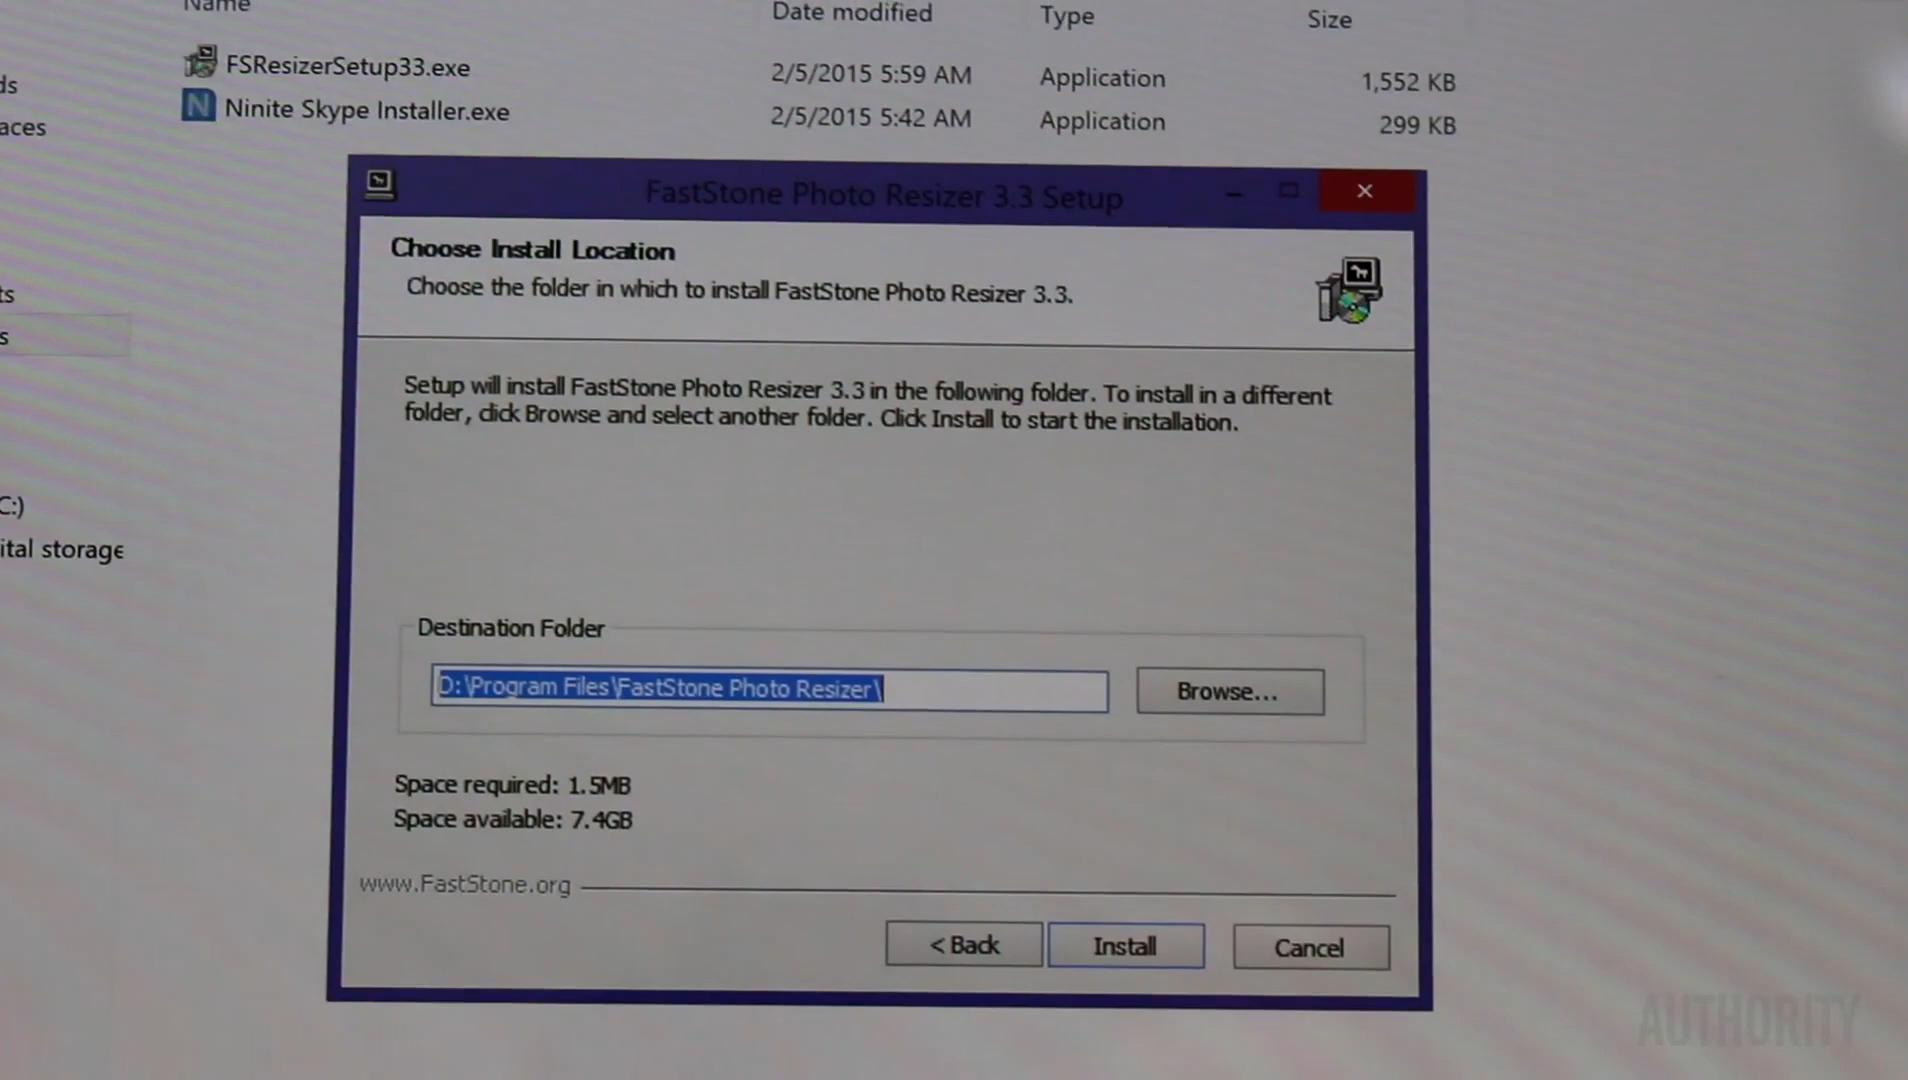 Name
Date modified
Type
Size
FSResizerSetup33.exe
2/5/2015 5:59 AM
Application
1,552 KB
Ninite Skype Installer.exe
2/5/2015 5:42 AM
Application
299 KB
ds
aces
ts
s
C:)
ital storage
FastStone Photo Resizer 3.3 Setup
Choose Install Location
Choose the folder in which to install FastStone Photo Resizer 3.3.
Setup will install FastStone Photo Resizer 3.3 in the following folder. To install in a different
folder, click Browse and select another folder. Click Install to start the installation.
Destination Folder
D:\Program Files\FastStone Photo Resizer\
Browse...
Space required: 1.5MB
Space available: 7.4GB
www.FastStone.org
< Back
Install
Cancel
AUTHORITY